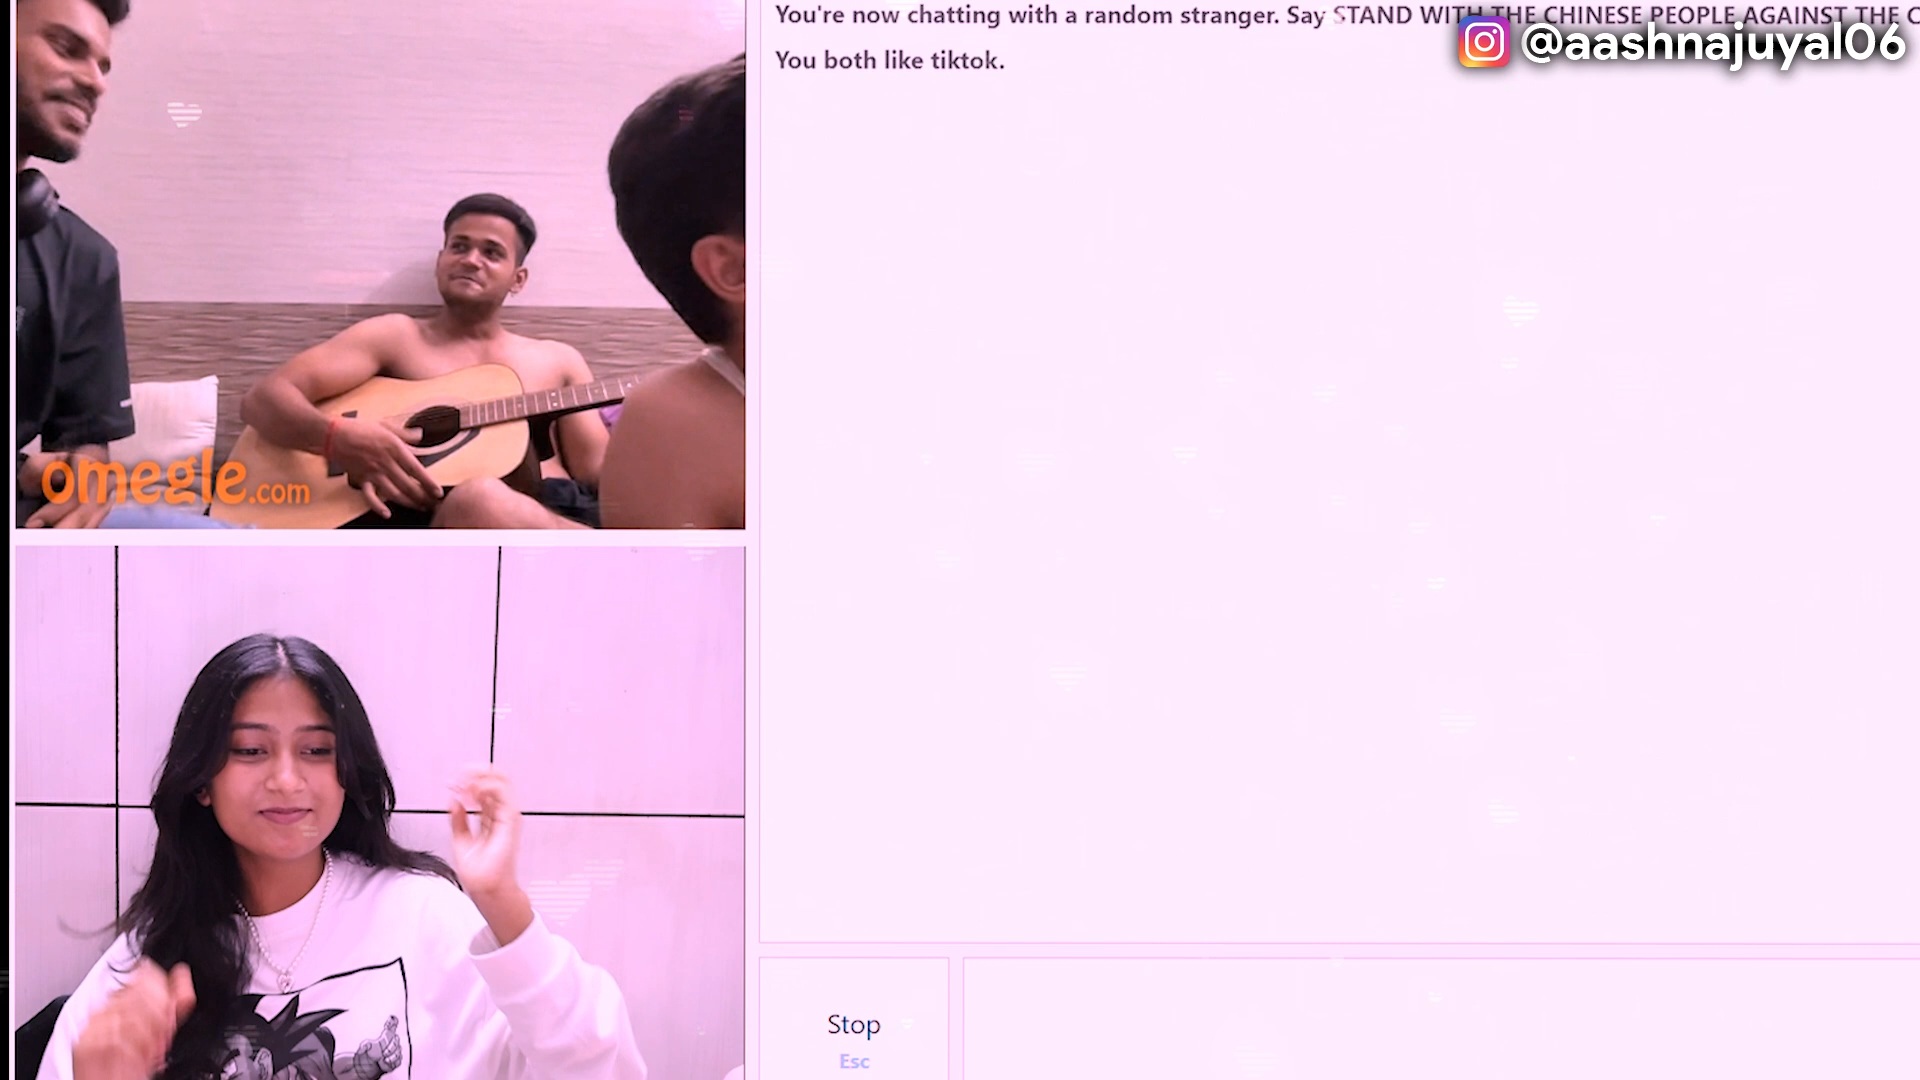 You're now chatting with a random stranger. Say STAND WITH THE CHINESE PEOPLE AGAINST THE C
@aashnajuyal06
You both like tiktok.
omegle.com
Stop
Esc